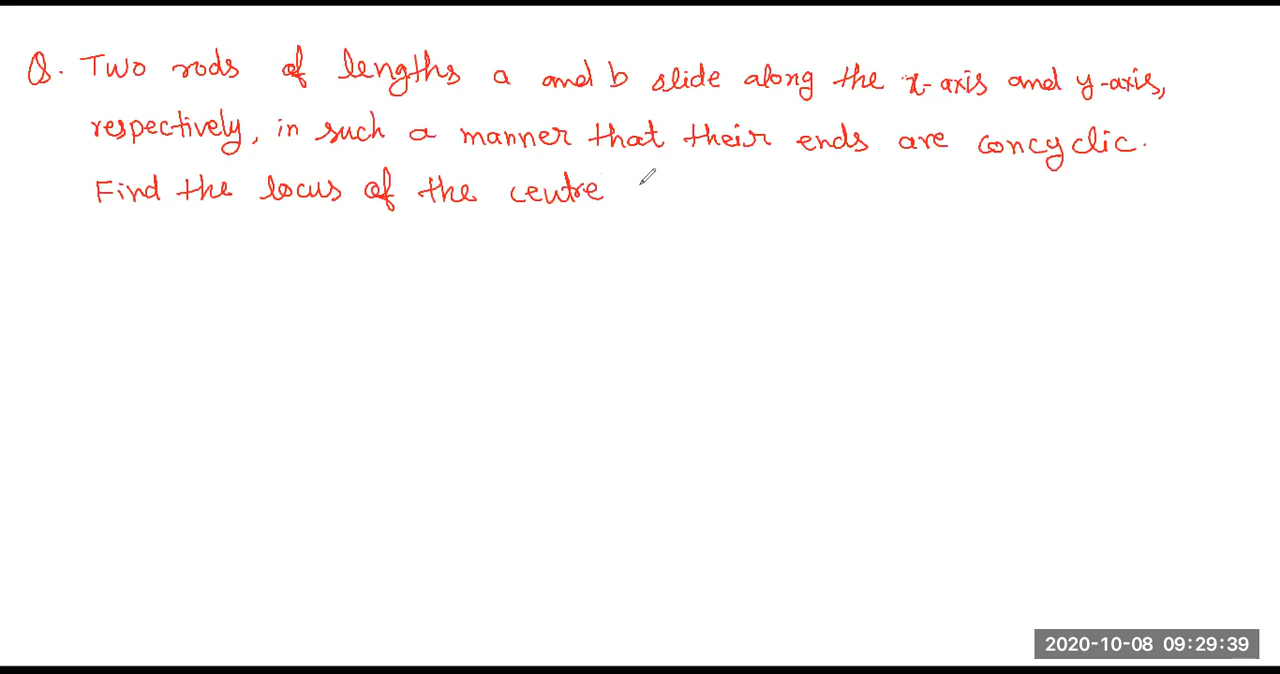 Q. Two rods of lengths a and b slide along the x-axis and y-axis,
respectively, in such a manner that their ends are concyclic.
Find the locus of the centre
2020-10-08 09:29:39